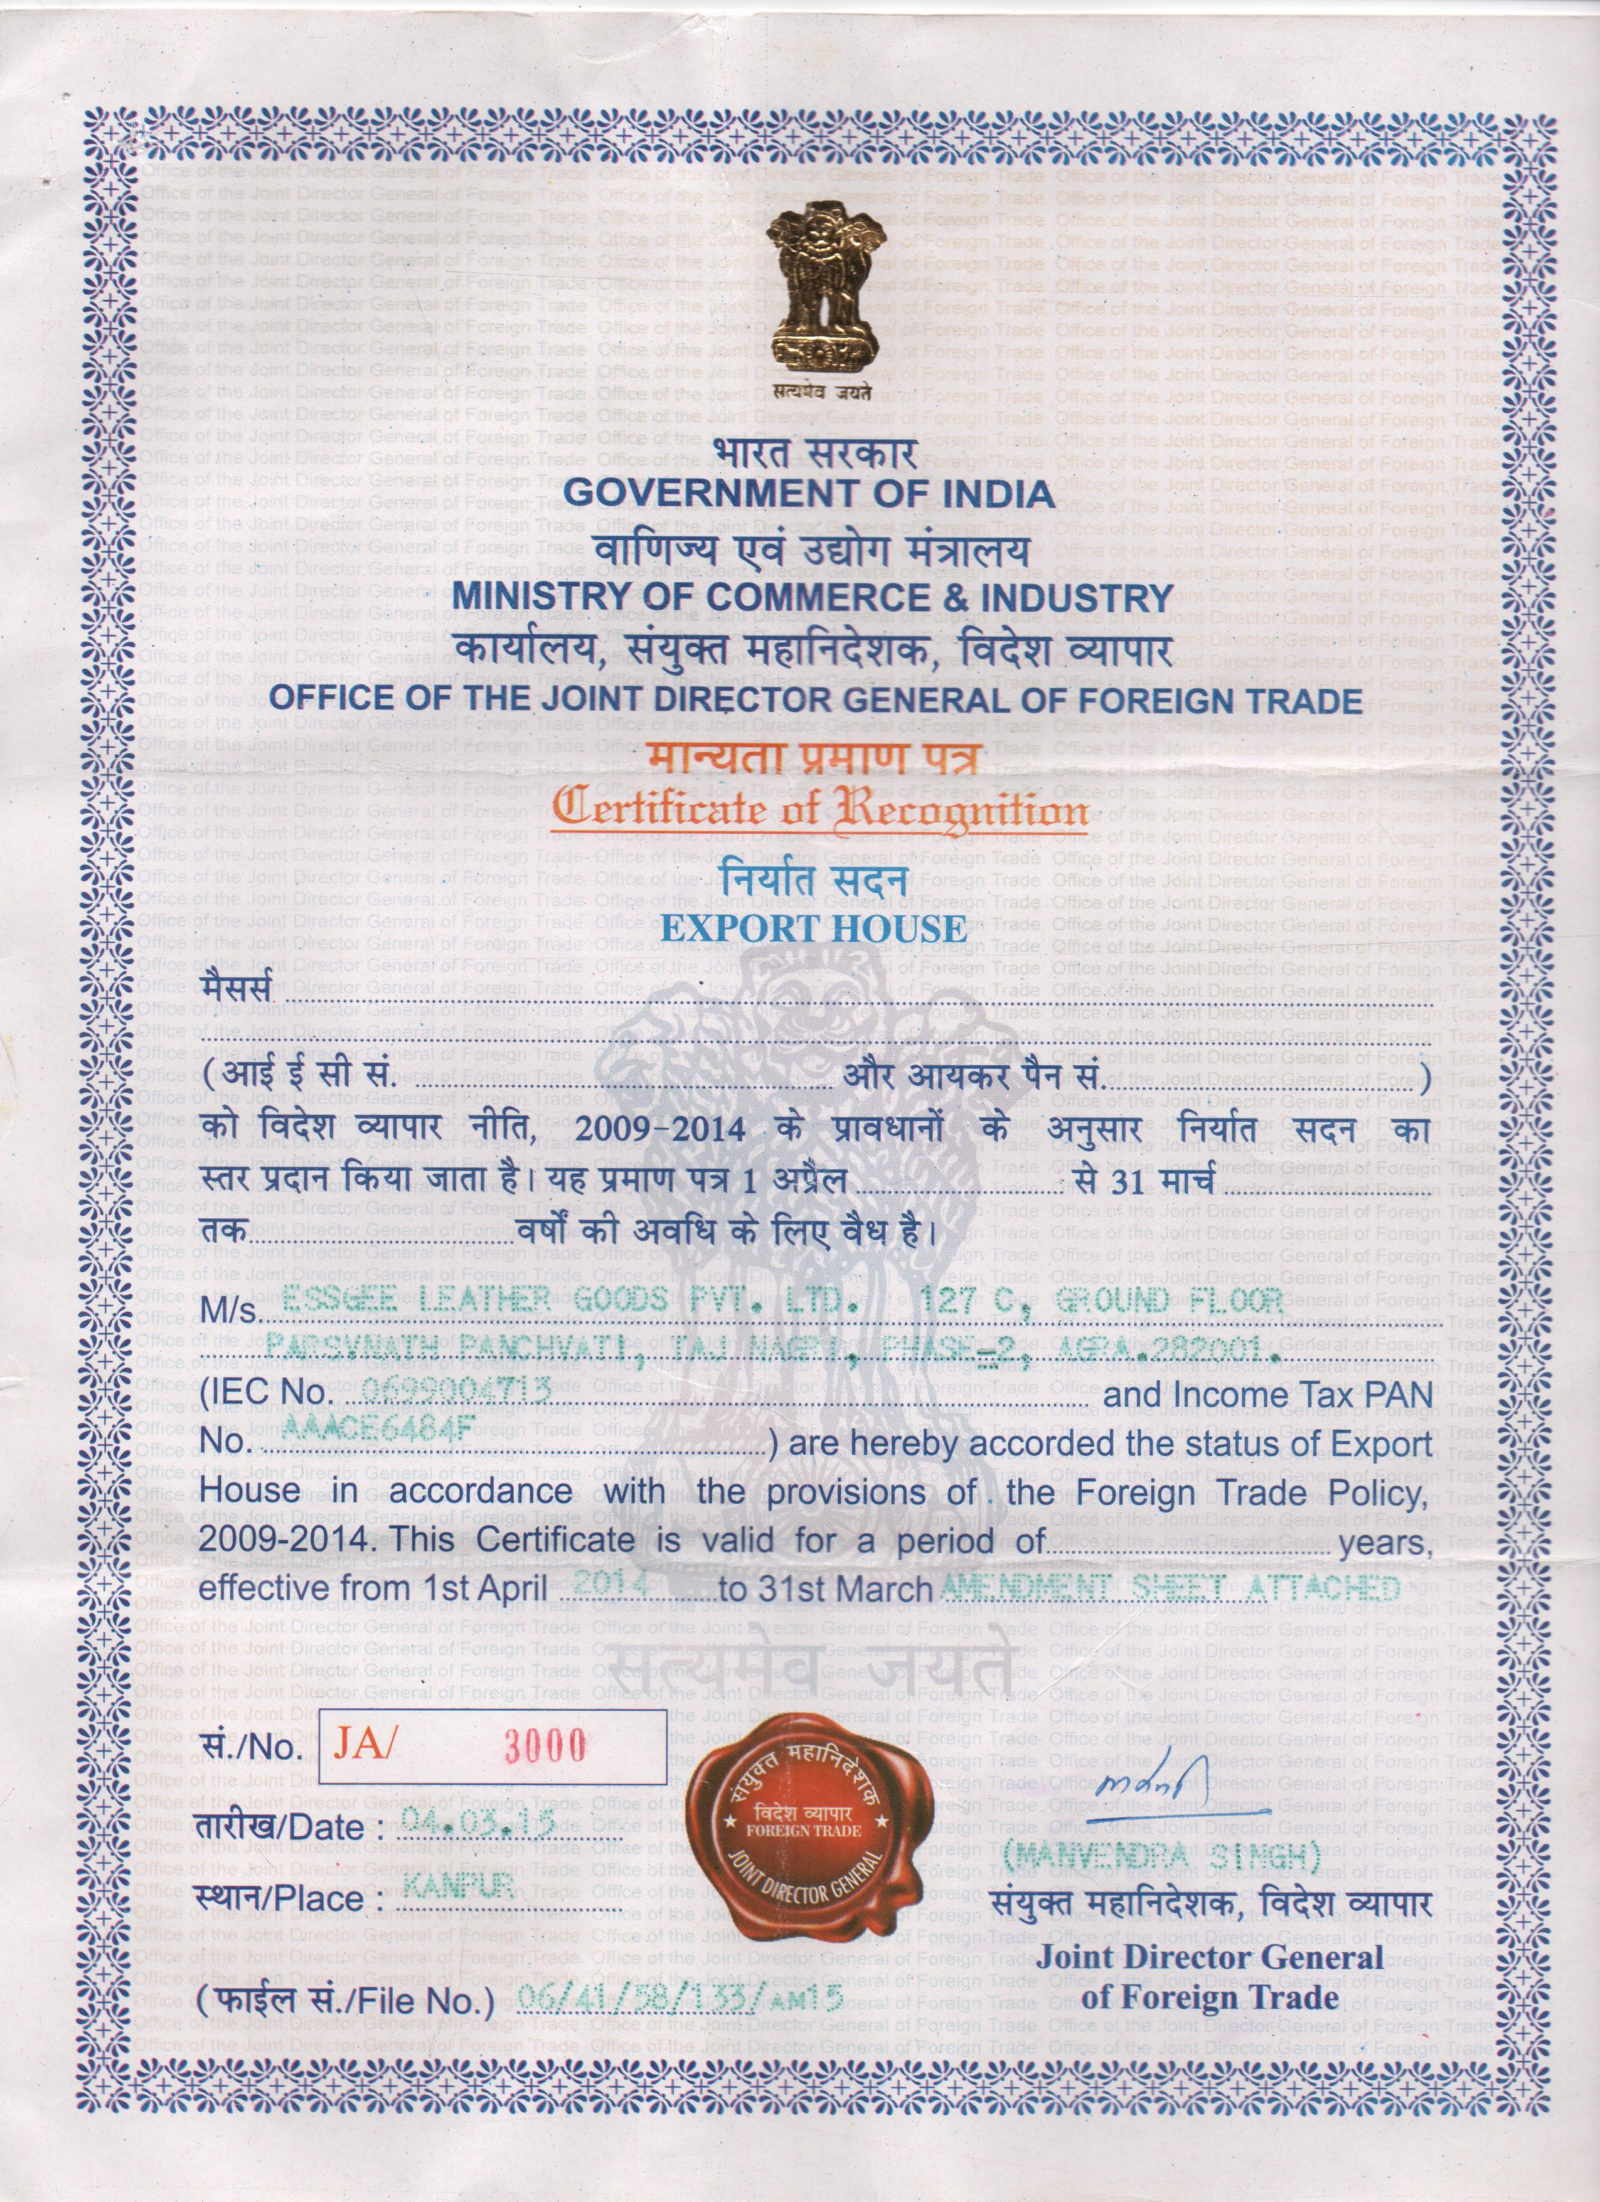 सत्यमेव जयते
भारत सरकार
GOVERNMENT OF INDIA
वाणिज्य एवं उद्योग मंत्रालय
MINISTRY OF COMMERCE & INDUSTRY
कार्यालय, संयुक्त महानिदेशक, विदेश व्यापार
OFFICE OF THE JOINT DIRECTOR GENERAL OF FOREIGN TRADE
मान्यता प्रमाण पत्र
Certificate of Recognition
निर्यात सदन
EXPORT HOUSE
मैसर्स
(आई ई सी सं. और आयकर पैन सं. )
को विदेश व्यापार नीति, 2009-2014 के प्रावधानों के अनुसार निर्यात सदन का
स्तर प्रदान किया जाता है। यह प्रमाण पत्र 1 अप्रैल से 31 मार्च
तक वर्षों की अवधि के लिए वैध है।
M/s. ESSGEE LEATHER GOODS PVT. LTD. 127 C, GROUND FLOOR
PARSVNATH PANCHVATI, TAJ NAGRI, PHASE-2, AGRA.282001.
(IEC No. 0699004713 and Income Tax PAN
No. AAACE6484F ) are hereby accorded the status of Export
House in accordance with the provisions of the Foreign Trade Policy,
2009-2014. This Certificate is valid for a period of years,
effective from 1st April 2014 to 31st March AMENDMENT SHEET ATTACHED
सत्यमेव जयते
सं./No. JA/ 3000
संयुक्त महानिदेशक
विदेश व्यापार
FOREIGN TRADE
JOINT DIRECTOR GENERAL
तारीख/Date : 04.03.15
(MANVENDRA SINGH)
स्थान/Place : KANPUR
संयुक्त महानिदेशक, विदेश व्यापार
Joint Director General
of Foreign Trade
(फाईल सं./File No.) 06/41/58/133/AM15